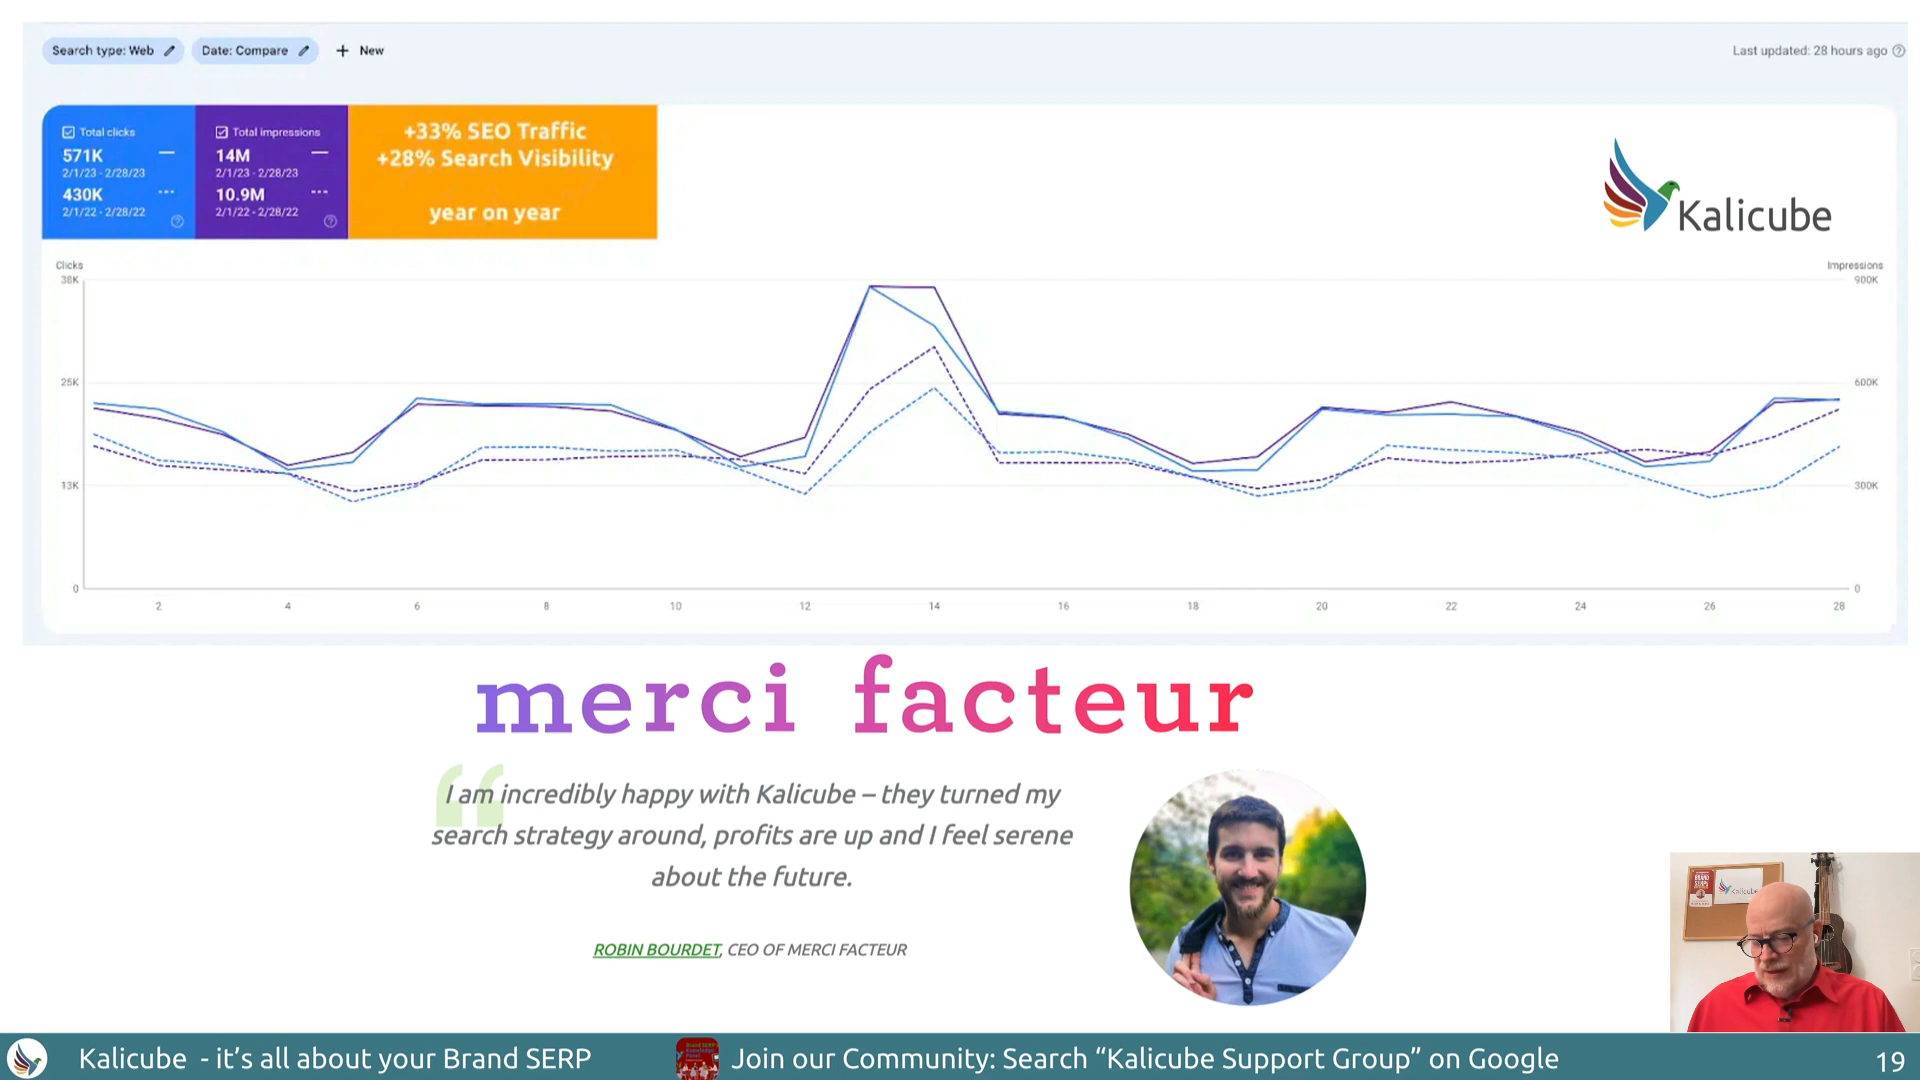 Search type: Web
Date: Compare
+ New
Last updated: 28 hours ago
Total clicks
571K
2/1/23 - 2/28/23
430K
2/1/22 - 2/28/22
Total impressions
14M
2/1/23 - 2/28/23
10.9M
2/1/22 - 2/28/22
+33% SEO Traffic
+28% Search Visibility
year on year
Kalicube
Clicks
Impressions
38K
900K
25K
600K
13K
300K
0
0
2 4 6 8 10 12 14 16 18 20 22 24 26 28
merci facteur
“I am incredibly happy with Kalicube – they turned my
search strategy around, profits are up and I feel serene
about the future.
ROBIN BOURDET, CEO OF MERCI FACTEUR
Kalicube
Kalicube - it’s all about your Brand SERP
Join our Community: Search “Kalicube Support Group” on Google
19